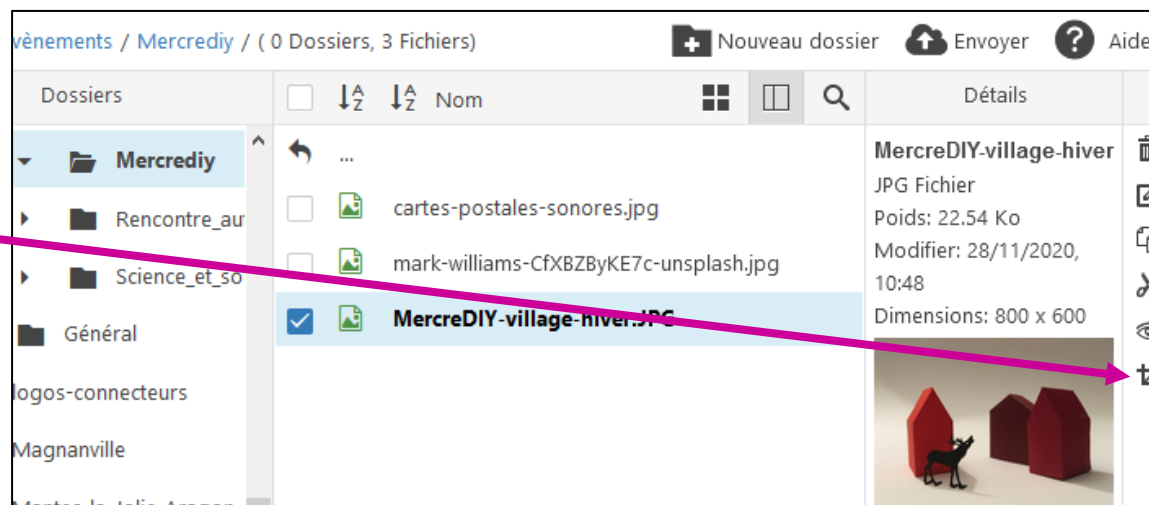 vènements / Mercrediy / ( 0 Dossiers, 3 Fichiers)
Nouveau dossier
Envoyer
Aide
Dossiers
Nom
Détails
Mercrediy
Rencontre_au
Science_et_so
Général
logos-connecteurs
Magnanville
...
cartes-postales-sonores.jpg
mark-williams-CfXBZByKE7c-unsplash.jpg
MercreDIY-village-hiver.JPG
MercreDIY-village-hiver
JPG Fichier
Poids: 22.54 Ko
Modifier: 28/11/2020,
10:48
Dimensions: 800 x 600